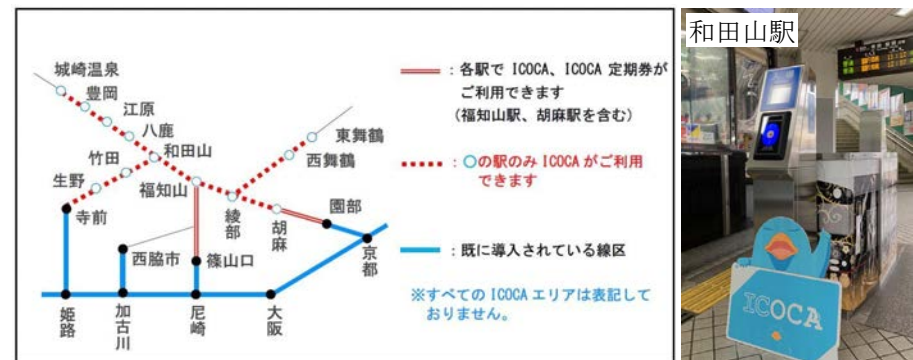 城崎温泉
豊岡
江原
八鹿
和田山
竹田
生野
寺前
福知山
綾部
胡麻
園部
京都
西舞鶴
東舞鶴
西脇市
篠山口
姫路
加古川
尼崎
大阪
：各駅で ICOCA、ICOCA 定期券が
ご利用できます
（福知山駅、胡麻駅を含む）
：○の駅のみ ICOCA がご利用
できます
：既に導入されている線区
※すべての ICOCA エリアは表記して
おりません。
和田山駅
ICOCA